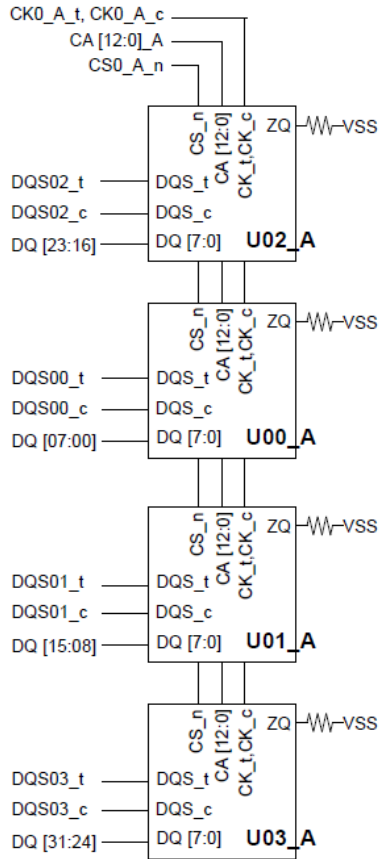 CK0_A_t, CK0_A_c
CA [12:0]_A
CS0_A_n
CS_n
CA [12:0]
CK_t,CK_c
ZQ
VSS
DQS02_t
DQS_t
DQS02_c
DQS_c
DQ [23:16]
DQ [7:0]
U02_A
CS_n
CA [12:0]
CK_t,CK_c
ZQ
VSS
DQS00_t
DQS_t
DQS00_c
DQS_c
DQ [07:00]
DQ [7:0]
U00_A
CS_n
CA [12:0]
CK_t,CK_c
ZQ
VSS
DQS01_t
DQS_t
DQS01_c
DQS_c
DQ [15:08]
DQ [7:0]
U01_A
CS_n
CA [12:0]
CK_t,CK_c
ZQ
VSS
DQS03_t
DQS_t
DQS03_c
DQS_c
DQ [31:24]
DQ [7:0]
U03_A